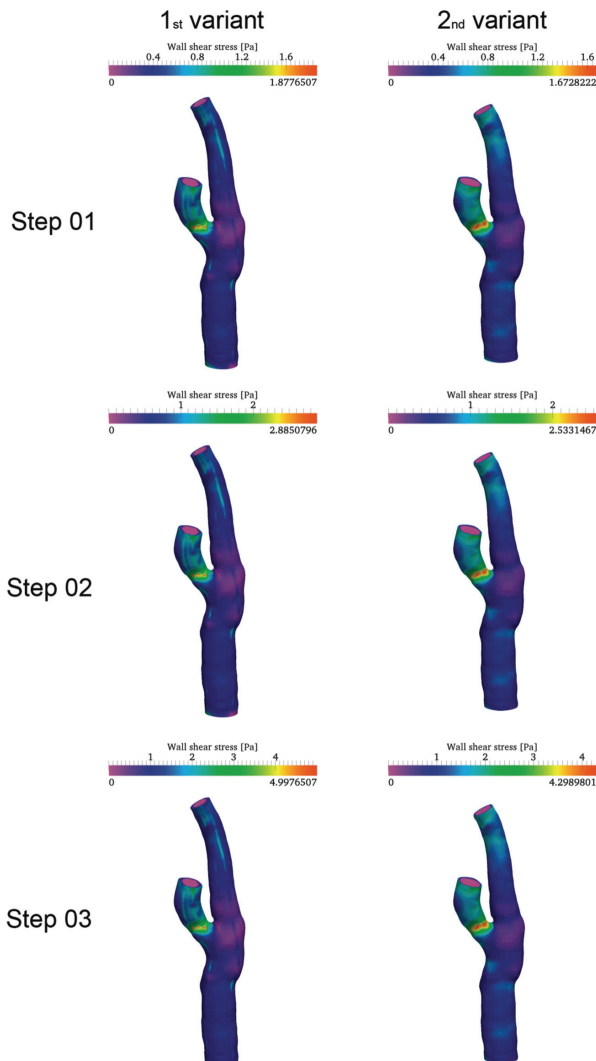 1st variant 2nd variant
Wall shear stress [Pa] Wall shear stress [Pa]
0.4 0.8 1.2 1.6 0.4 0.8 1.2 1.6
0 1.8776507 0 1.6728222
Step 01
Wall shear stress [Pa] Wall shear stress [Pa]
1 2 1 2
0 2.8850796 0 2.5331467
Step 02
Wall shear stress [Pa] Wall shear stress [Pa]
1 2 3 4 1 2 3 4
0 4.9976507 0 4.2989801
Step 03